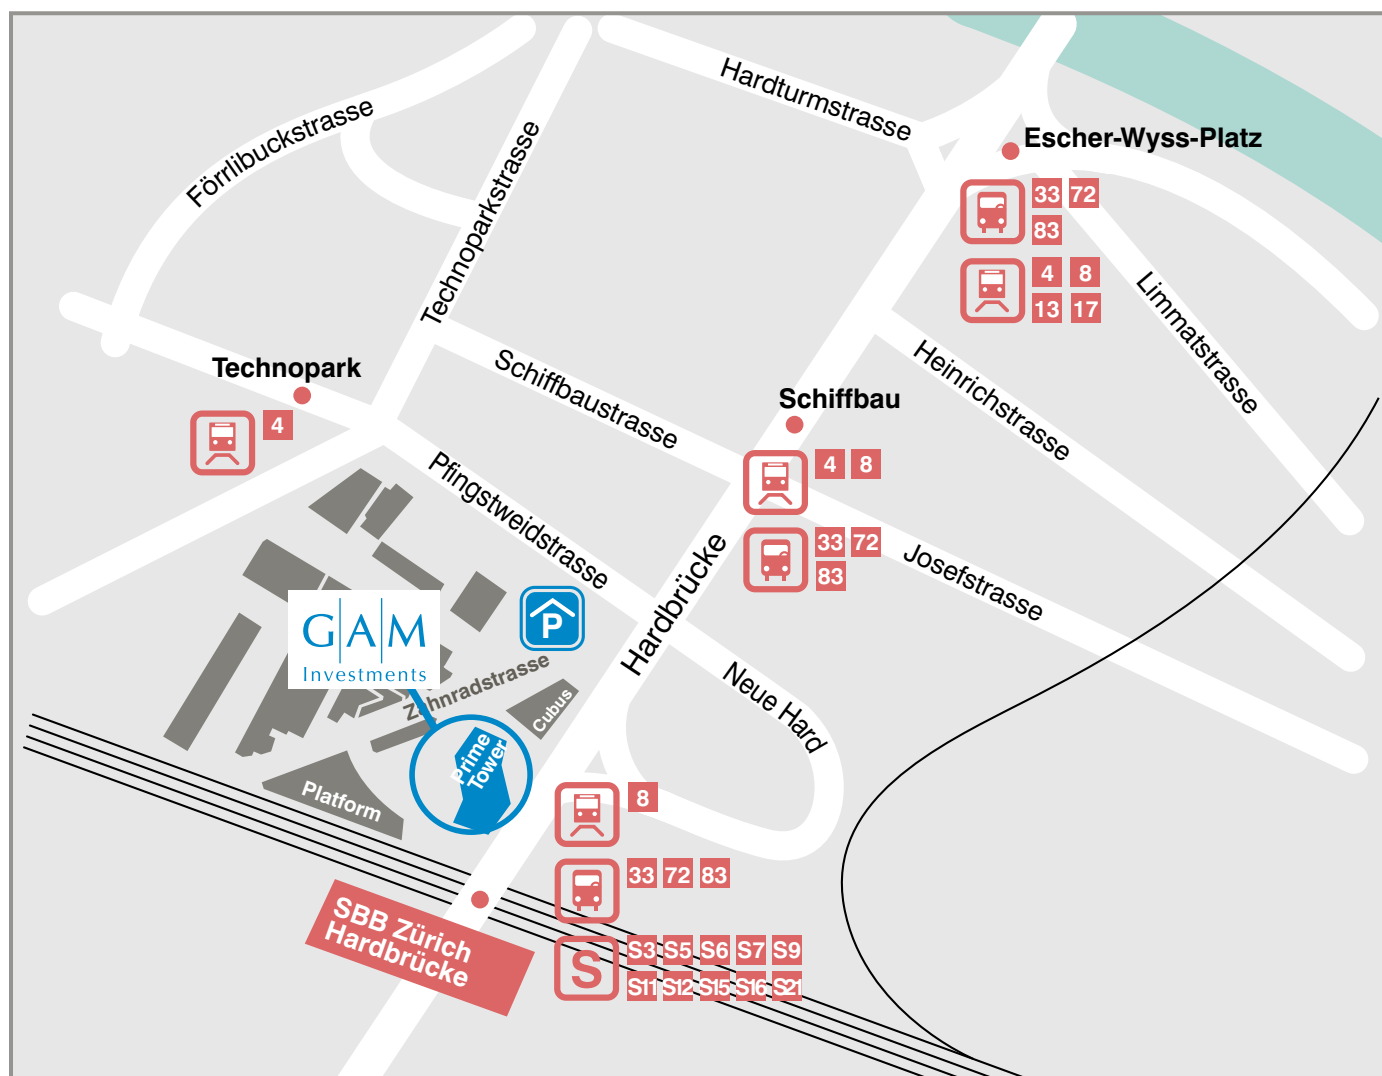 Hardturmstrasse
Escher-Wyss-Platz
33 72
83
4 8
13 17
Förrlibuckstrasse
Technoparkstrasse
Limmatstrasse
Heinrichstrasse
Technopark
4
Schiffbaustrasse
Schiffbau
4 8
33 72
83
Josefstrasse
Pfingstweidstrasse
Hardbrücke
Neue Hard
P
G|A|M
Investments
Zahnradstrasse
Cubus
Prime
Tower
Platform
8
33 72 83
S
S3 S5 S6 S7 S9
S11 S12 S15 S16 S21
SBB Zürich
Hardbrücke